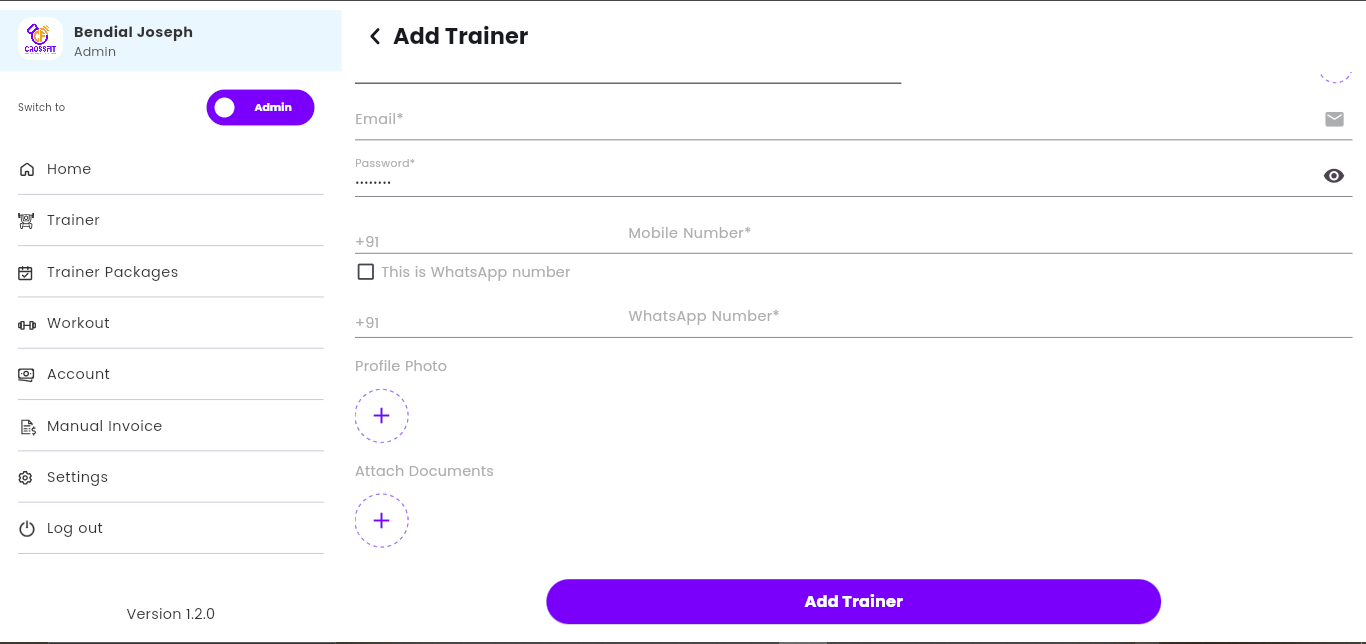 CROSSFIT
Bendial Joseph
Admin
Switch to
Admin
Home
Trainer
Trainer Packages
Workout
Account
Manual Invoice
Settings
Log out
Version 1.2.0
Add Trainer
Email*
Password*
••••••••
+91 Mobile Number*
This is WhatsApp number
+91 WhatsApp Number*
Profile Photo
+
Attach Documents
+
Add Trainer